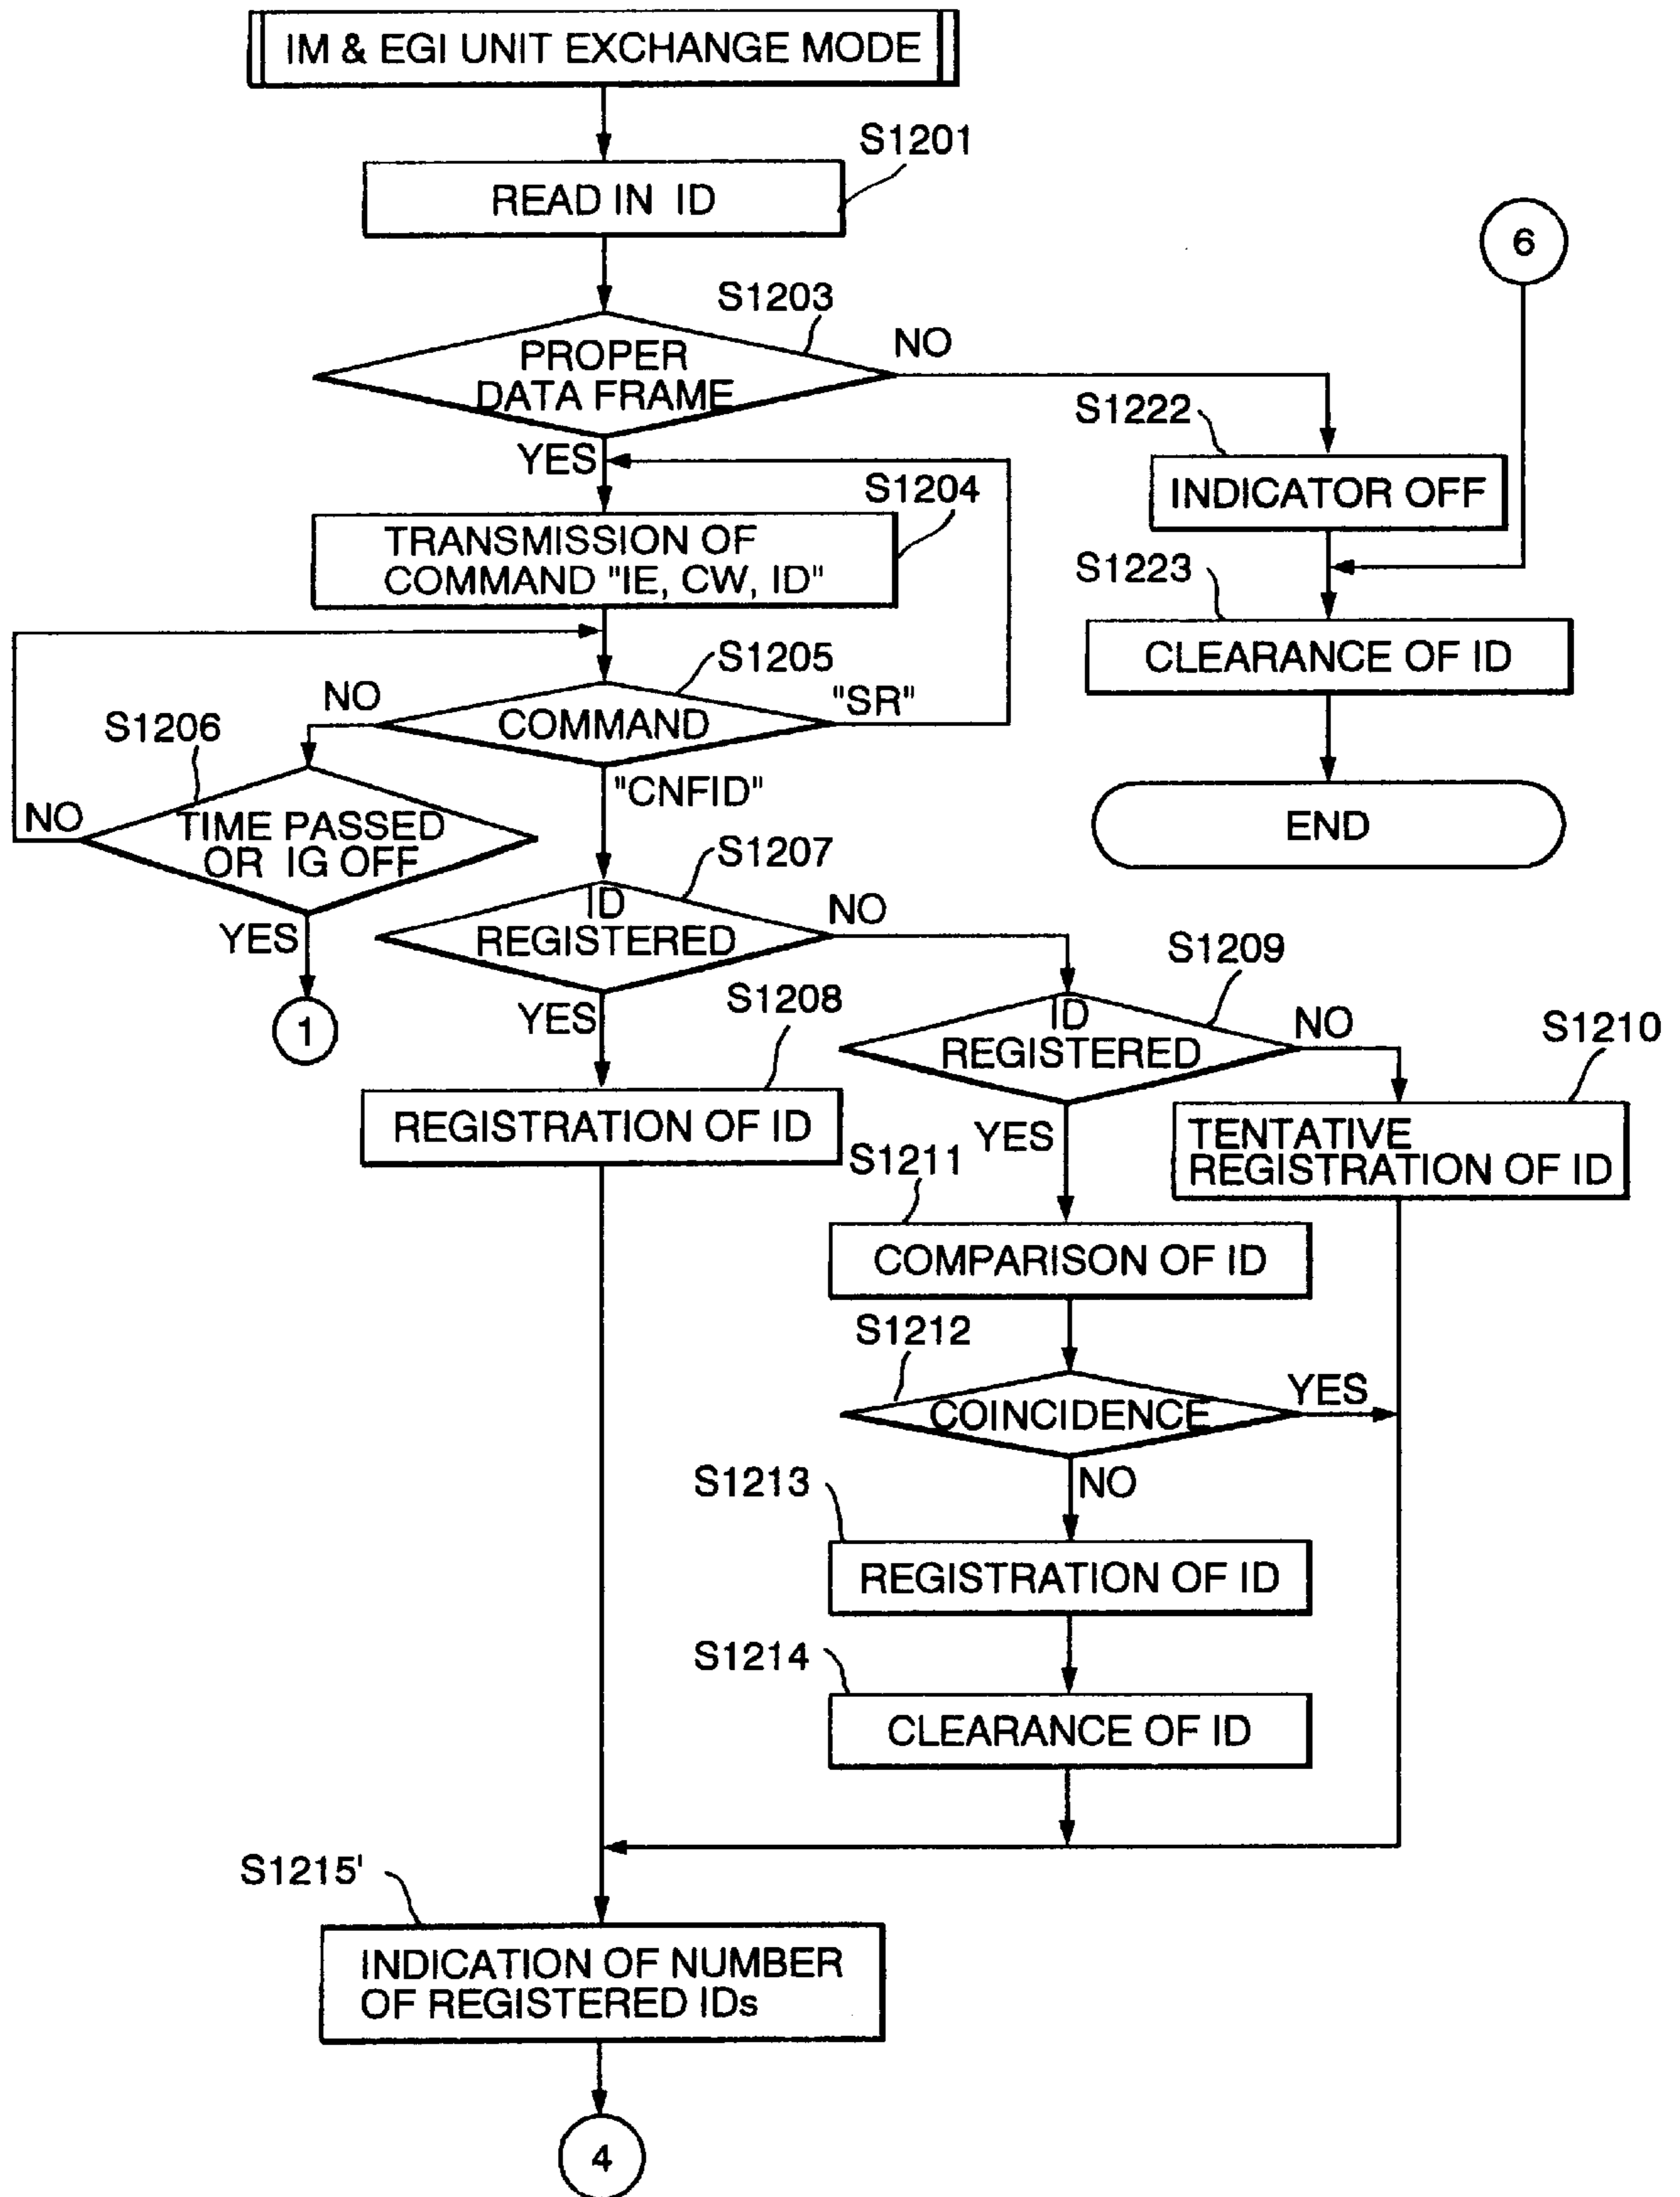 IM & EGI UNIT EXCHANGE MODE
S1201
READ IN ID
6
S1203
PROPER
DATA FRAME
NO
YES
S1222
INDICATOR OFF
S1204
TRANSMISSION OF
COMMAND "IE, CW, ID"
S1223
CLEARANCE OF ID
S1205
NO
COMMAND
"SR"
S1206
"CNFID"
NO
TIME PASSED
OR IG OFF
YES
1
END
S1207
ID
REGISTERED
NO
YES
S1208
REGISTRATION OF ID
S1209
ID
REGISTERED
NO
YES
S1210
TENTATIVE
REGISTRATION OF ID
S1211
COMPARISON OF ID
S1212
COINCIDENCE
YES
NO
S1213
REGISTRATION OF ID
S1214
CLEARANCE OF ID
S1215'
INDICATION OF NUMBER
OF REGISTERED IDs
4